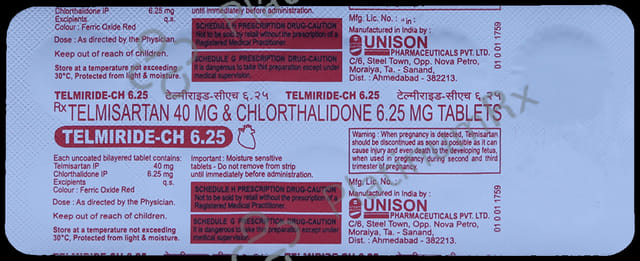 Chlorthalidone IP 6.25 mg
Excipients q.s.
Colour : Ferric Oxide Red
Dose : As directed by the Physician.
Keep out of reach of children.
Store at a temperature not exceeding
30°C, Protected from light & moisture.
until immediately before administration.
SCHEDULE H PRESCRIPTION DRUG-CAUTION
Not to be sold by retail without the prescription of a
Registered Medical Practitioner.
SCHEDULE G PRESCRIPTION DRUG-CAUTION
It is dangerous to take this preparation except under
medical supervision.
Mfg. Lic. No. :
Manufactured in India by :
UNISON
PHARMACEUTICALS PVT. LTD.
C/6, Steel Town, Opp. Nova Petro,
Moraiya, Ta. - Sanand,
Dist. : Ahmedabad - 382213.
01 0 01 1759
TELMIRIDE-CH 6.25 टेल्मीराइड-सीएच ६.२५ TELMIRIDE-CH 6.25 टेल्मीराइड-सीएच ६.२५
Rx TELMISARTAN 40 MG & CHLORTHALIDONE 6.25 MG TABLETS
TELMIRIDE-CH 6.25
Each uncoated bilayered tablet contains:
Telmisartan IP 40 mg
Chlorthalidone IP 6.25 mg
Excipients q.s.
Colour : Ferric Oxide Red
Dose : As directed by the Physician.
Keep out of reach of children.
Store at a temperature not exceeding
30°C, Protected from light & moisture.
Important : Moisture sensitive
tablets - Do not remove from strip
until immediately before administration.
SCHEDULE H PRESCRIPTION DRUG-CAUTION
Not to be sold by retail without the prescription of a
Registered Medical Practitioner.
SCHEDULE G PRESCRIPTION DRUG-CAUTION
It is dangerous to take this preparation except under
medical supervision.
Warning : When pregnancy is detected, Telmisartan
should be discontinued as soon as possible as it can
cause injury and even death to the developing fetus,
when used in pregnancy during second and third
trimester of pregnancy.
Mfg. Lic. No.
Manufactured in India by :
UNISON
PHARMACEUTICALS PVT. LTD.
C/6, Steel Town, Opp. Nova Petro,
Moraiya, Ta. - Sanand,
Dist. : Ahmedabad - 382213.
01 0 01 1759
TELMIRIDE-CH 6.25 TELMIRIDE-CH 6.25